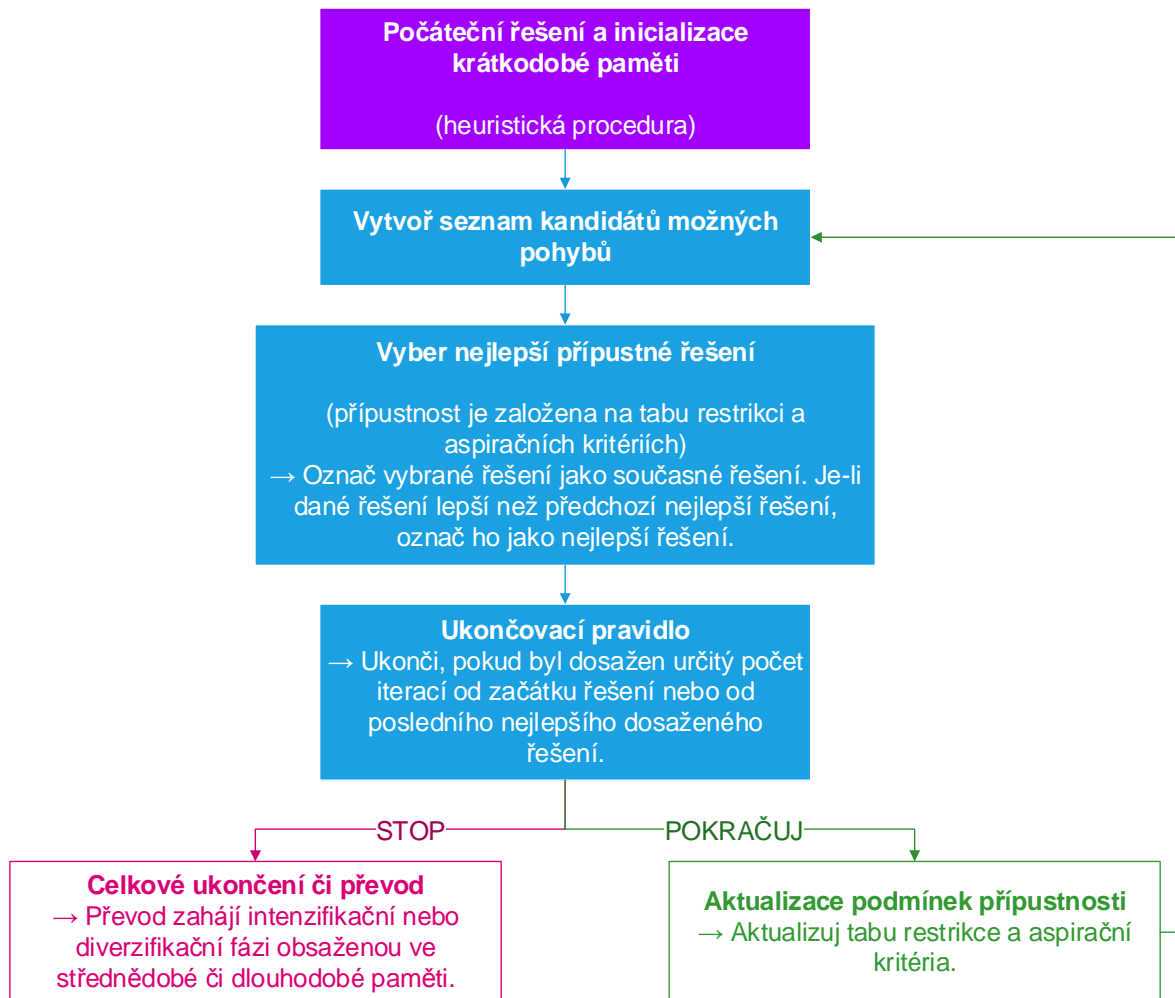 Počáteční řešení a inicializace
krátkodobé paměti
(heuristická procedura)
Vytvoř seznam kandidátů možných
pohybů
Vyber nejlepší přípustné řešení
(přípustnost je založena na tabu restrikci a
aspiračních kritériích)
→ Označ vybrané řešení jako současné řešení. Je-li
dané řešení lepší než předchozí nejlepší řešení,
označ ho jako nejlepší řešení.
Ukončovací pravidlo
→ Ukonči, pokud byl dosažen určitý počet
iterací od začátku řešení nebo od
posledního nejlepšího dosaženého
řešení.
STOP
POKRAČUJ
Celkové ukončení či převod
→ Převod zahájí intenzifikační nebo
diverzifikační fázi obsaženou ve
střednědobé či dlouhodobé paměti.
Aktualizace podmínek přípustnosti
→ Aktualizuj tabu restrikce a aspirační
kritéria.